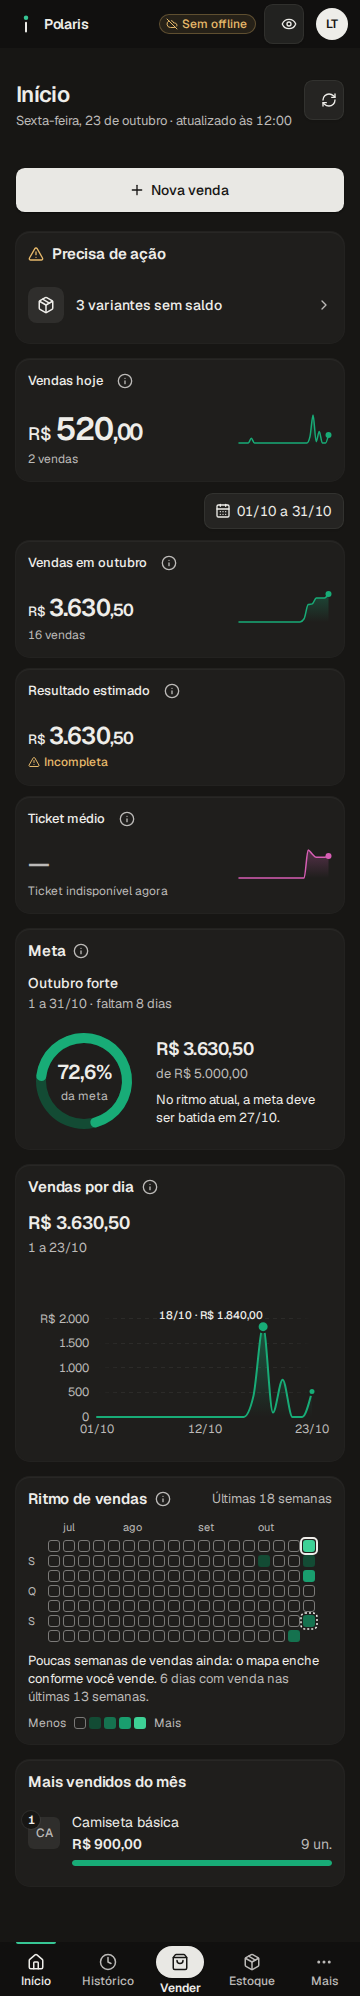 Polaris
Sem offline
LT
Início
Sexta-feira, 23 de outubro · atualizado às 12:00
Nova venda
Precisa de ação
3 variantes sem saldo
Vendas hoje
R$ 520,00
2 vendas
01/10 a 31/10
Vendas em outubro
R$ 3.630,50
16 vendas
Resultado estimado
R$ 3.630,50
Incompleta
Ticket médio
—
Ticket indisponível agora
Meta
Outubro forte
1 a 31/10 · faltam 8 dias
72,6%
da meta
R$ 3.630,50
de R$ 5.000,00
No ritmo atual, a meta deve
ser batida em 27/10.
Vendas por dia
R$ 3.630,50
1 a 23/10
18/10 · R$ 1.840,00
R$ 2.000
1.500
1.000
500
0
01/10 12/10 23/10
Ritmo de vendas
Últimas 18 semanas
jul ago set out
S
Q
S
Poucas semanas de vendas ainda: o mapa enche
conforme você vende. 6 dias com venda nas
últimas 13 semanas.
Menos Mais
Mais vendidos do mês
1
CA
Camiseta básica
R$ 900,00 9 un.
Início Histórico Vender Estoque Mais